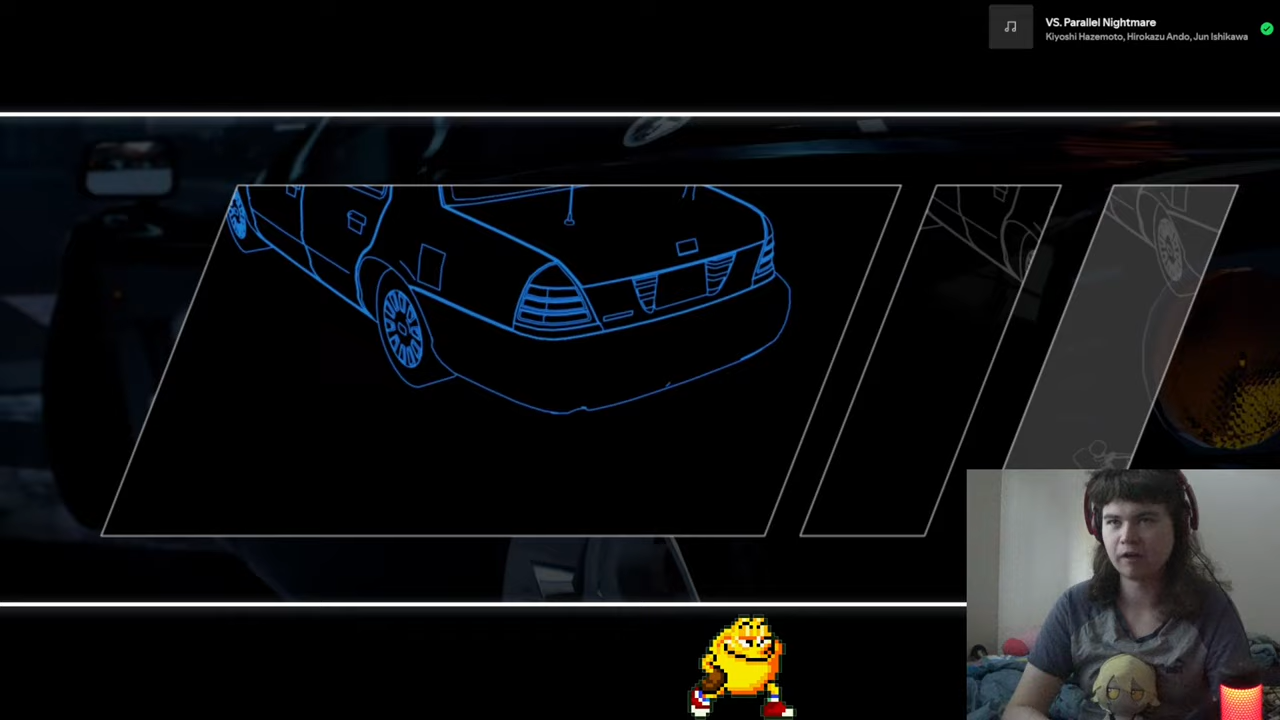 VS. Parallel Nightmare
Kiyoshi Hazemoto, Hirokazu Ando, Jun Ishikawa